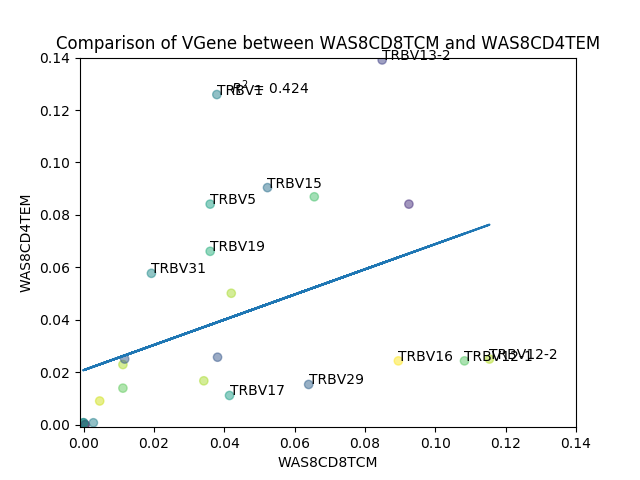 Comparison of VGene between WAS8CD8TCM and WAS8CD4TEM
0.14
TRBV13-2
0.12
TRBV1
R² = 0.424
0.10
TRBV15
TRBV5
0.08
TRBV19
TRBV31
0.06
0.04
TRBV16
TRBV12-1
TRBV12-2
0.02
TRBV29
TRBV17
0.00
WAS8CD4TEM
0.00 0.02 0.04 0.06 0.08 0.10 0.12 0.14
WAS8CD8TCM